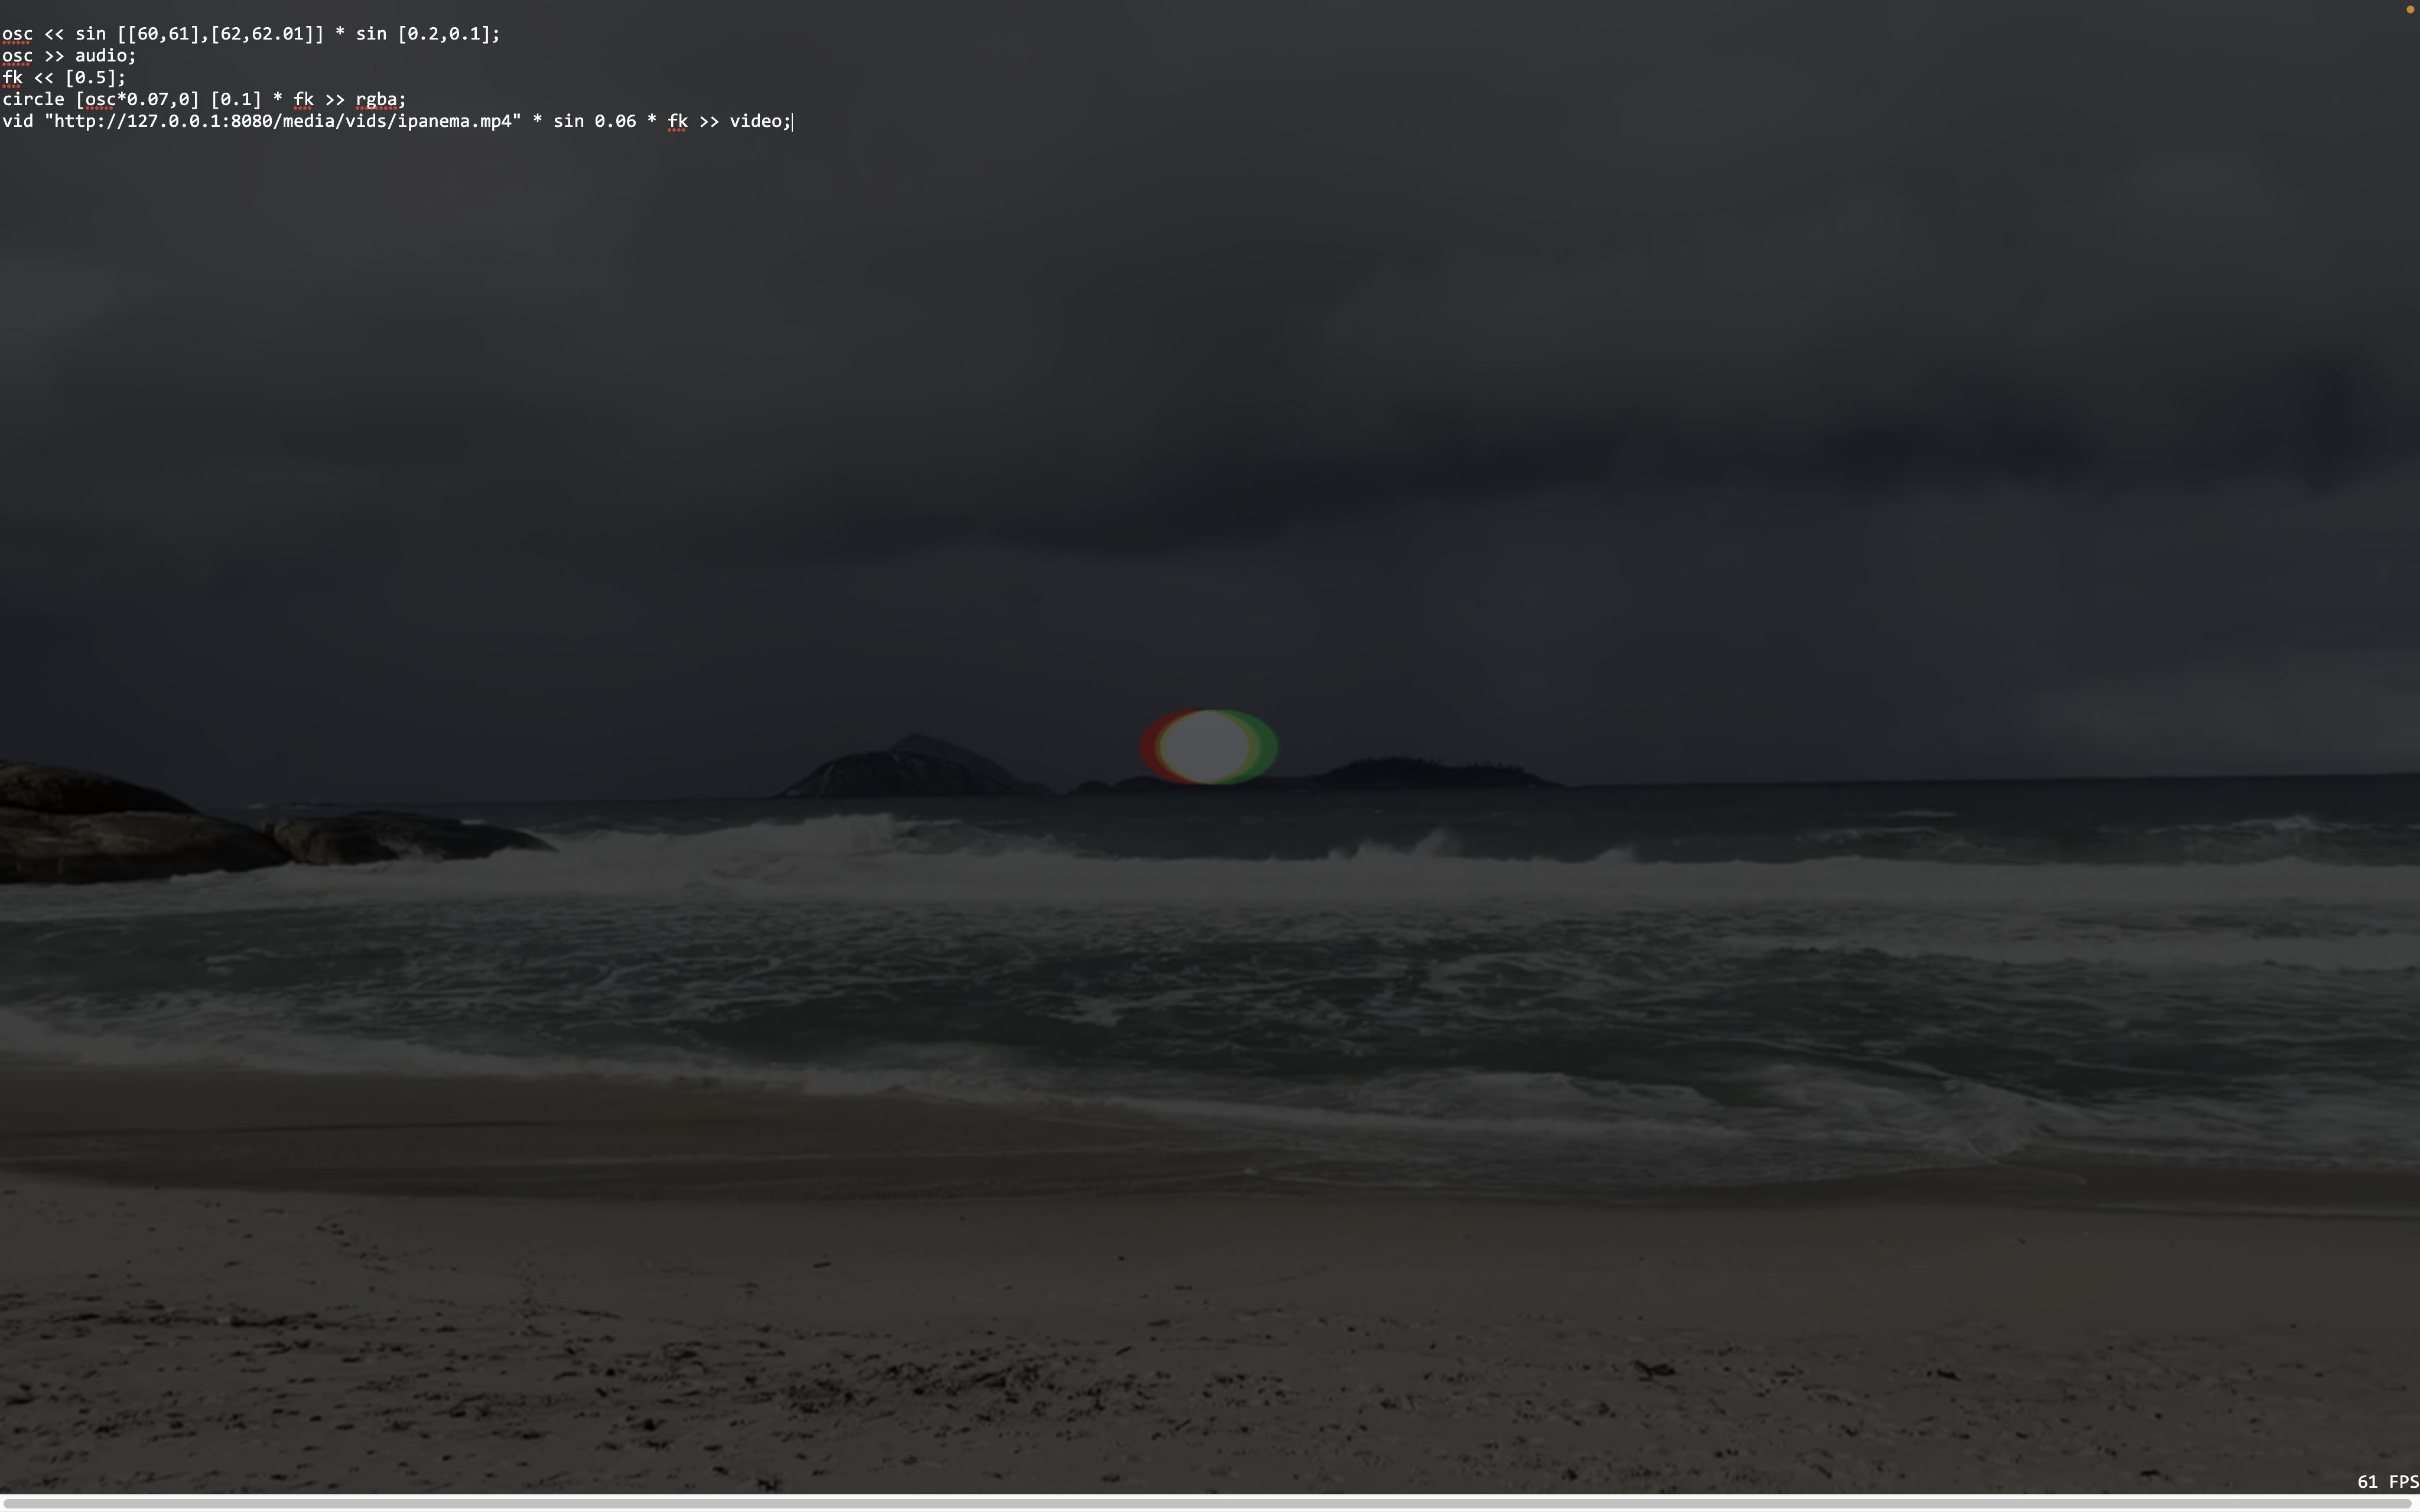 osc << sin [[60,61],[62,62.01]] * sin [0.2,0.1];
osc >> audio;
fk << [0.5];
circle [osc*0.07,0] [0.1] * fk >> rgba;
vid "http://127.0.0.1:8080/media/vids/ipanema.mp4" * sin 0.06 * fk >> video;
61 FPS